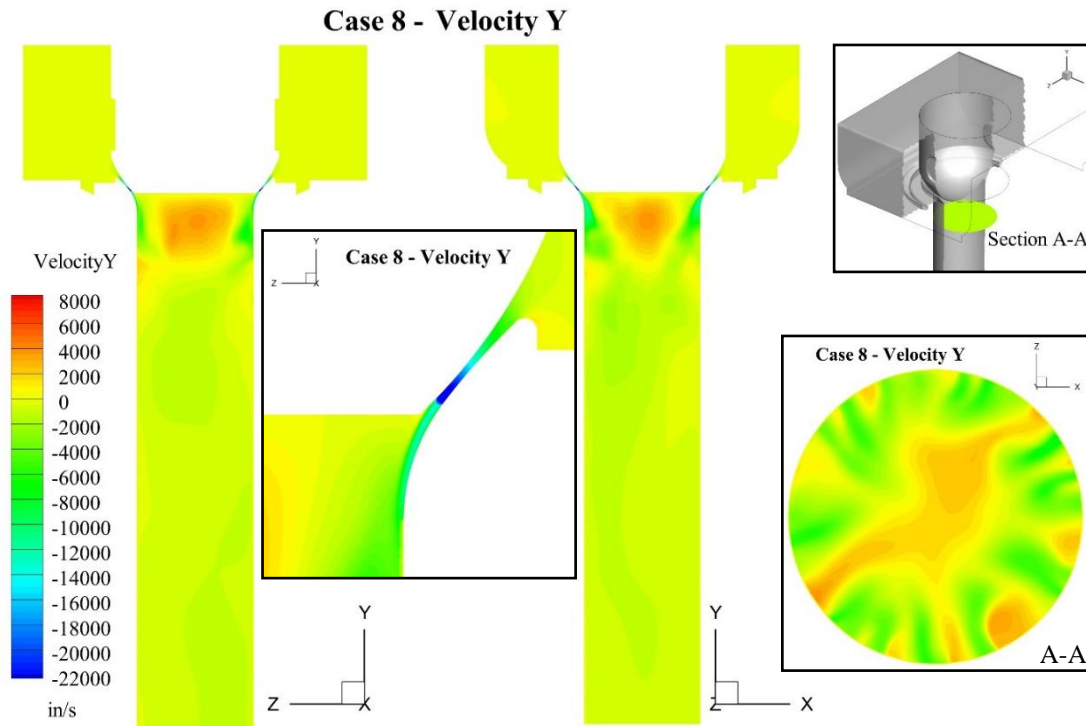 Case 8 - Velocity Y
Y
Z
Section A-A
VelocityY
8000
6000
4000
2000
0
-2000
-4000
-6000
-8000
-10000
-12000
-14000
-16000
-18000
-20000
-22000
in/s
Y
Z
X
Case 8 - Velocity Y
Y
Z
X
Y
Z
X
Case 8 - Velocity Y
Z
X
A-A